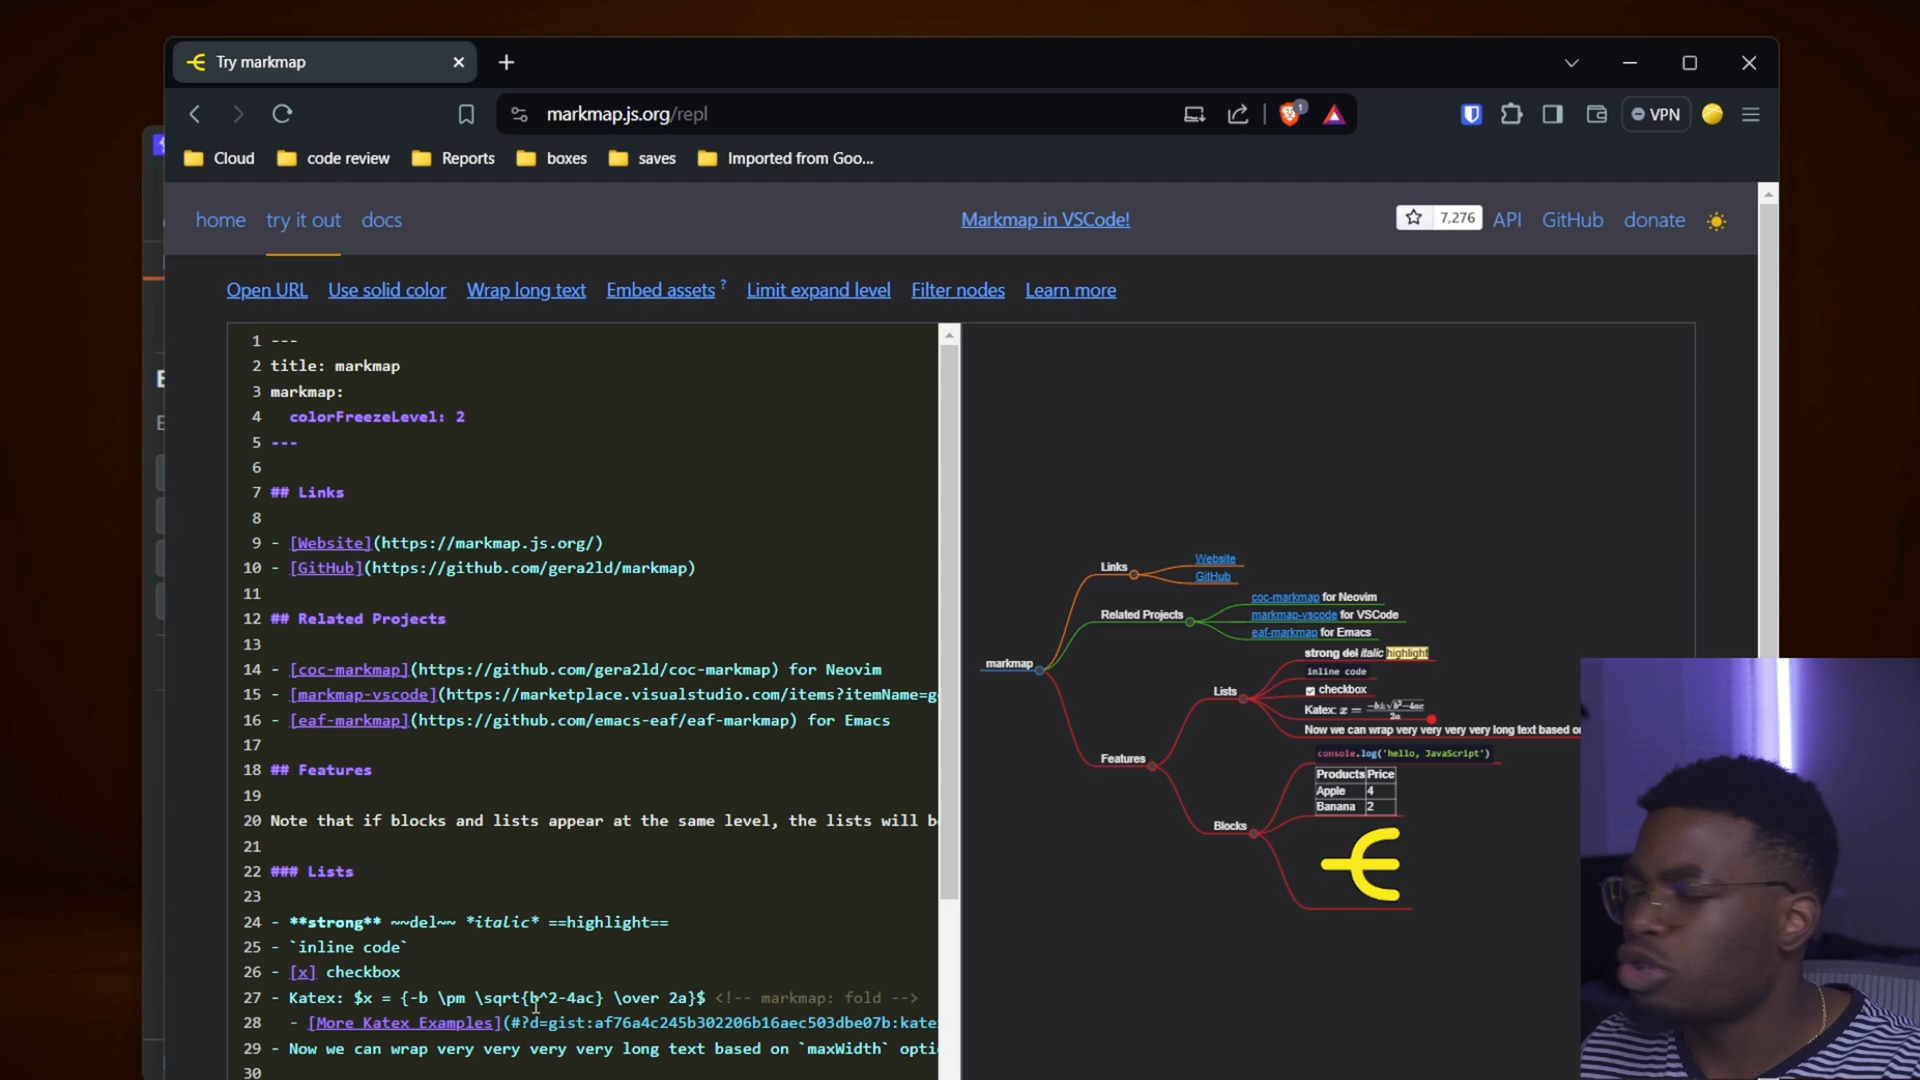 Try markmap
markmap.js.org/repl
1
VPN
Cloud
code review
Reports
boxes
saves
Imported from Goo...
home
try it out
docs
Markmap in VSCode!
7,276
API
GitHub
donate
Open URL
Use solid color
Wrap long text
Embed assets ?
Limit expand level
Filter nodes
Learn more
1 ---
2 title: markmap
3 markmap:
4 colorFreezeLevel: 2
5 ---
6
7 ## Links
8
9 - [Website](https://markmap.js.org/)
10 - [GitHub](https://github.com/gera2ld/markmap)
11
12 ## Related Projects
13
14 - [coc-markmap](https://github.com/gera2ld/coc-markmap) for Neovim
15 - [markmap-vscode](https://marketplace.visualstudio.com/items?itemName=g
16 - [eaf-markmap](https://github.com/emacs-eaf/eaf-markmap) for Emacs
17
18 ## Features
19
20 Note that if blocks and lists appear at the same level, the lists will b
21
22 ### Lists
23
24 - **strong** ~~del~~ *italic* ==highlight==
25 - `inline code`
26 - [x] checkbox
27 - Katex: $x = {-b \pm \sqrt{b^2-4ac} \over 2a}$ <!-- markmap: fold -->
28 - [More Katex Examples](#?d=gist:af76a4c245b302206b16aec503dbe07b:kate
29 - Now we can wrap very very very very long text based on `maxWidth` opti
30
markmap
Links
Website
GitHub
Related Projects
coc-markmap for Neovim
markmap-vscode for VSCode
eaf-markmap for Emacs
Features
Lists
strong del italic highlight
inline code
checkbox
Katex: x = −b±√b²−4ac / 2a
Now we can wrap very very very very long text based o
Blocks
console.log('hello, JavaScript')
Products Price
Apple 4
Banana 2